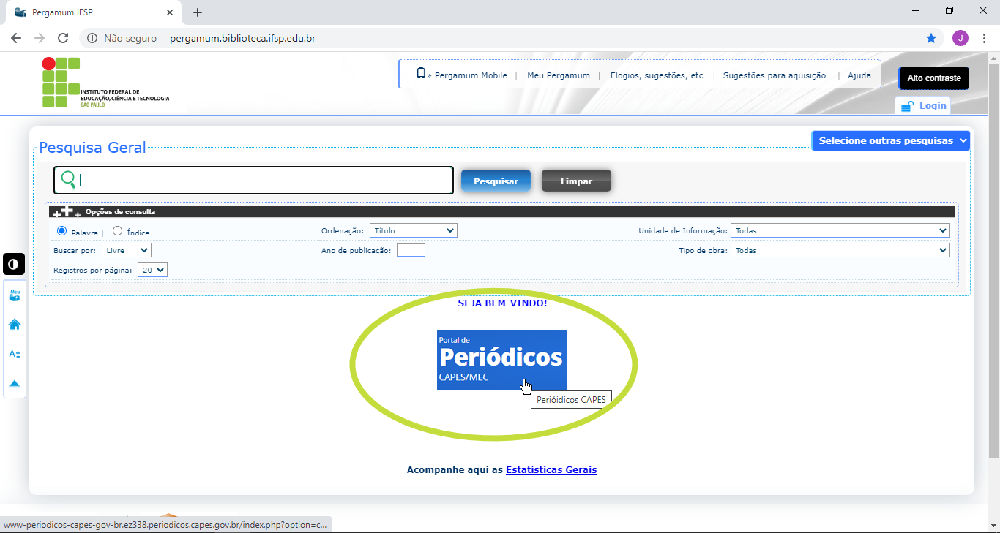 Pergamum IFSP
Não seguro | pergamum.biblioteca.ifsp.edu.br
J
INSTITUTO FEDERAL DE
EDUCAÇÃO, CIÊNCIA E TECNOLOGIA
SÃO PAULO
» Pergamum Mobile | Meu Pergamum | Elogios, sugestões, etc | Sugestões para aquisição | Ajuda
Alto contraste
Login
Selecione outras pesquisas
Pesquisa Geral
Pesquisar Limpar
Opções de consulta
Palavra | Índice Ordenação: Título Unidade de Informação: Todas
Buscar por: Livre Ano de publicação: Tipo de obra: Todas
Registros por página: 20
Meu
A±
SEJA BEM-VINDO!
Portal de
Periódicos
CAPES/MEC
Perióidicos CAPES
Acompanhe aqui as Estatísticas Gerais
www-periodicos-capes-gov-br.ez338.periodicos.capes.gov.br/index.php?option=c...